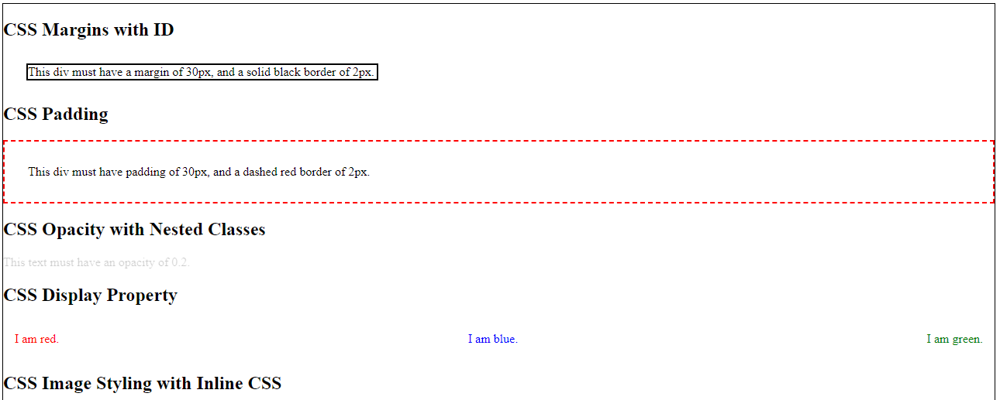 CSS Margins with ID
This div must have a margin of 30px, and a solid black border of 2px.
CSS Padding
This div must have padding of 30px, and a dashed red border of 2px.
CSS Opacity with Nested Classes
This text must have an opacity of 0.2.
CSS Display Property
I am red. I am blue. I am green.
CSS Image Styling with Inline CSS